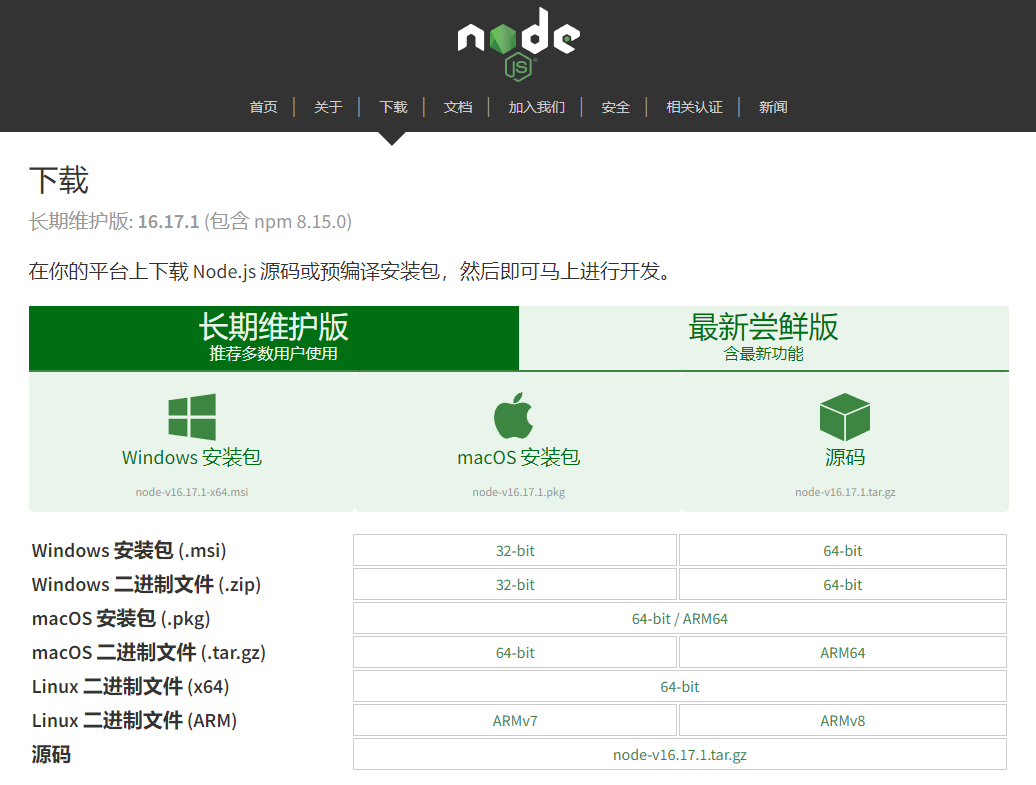 node
JS
首页 关于 下载 文档 加入我们 安全 相关认证 新闻
下载
长期维护版: 16.17.1 (包含 npm 8.15.0)
在你的平台上下载 Node.js 源码或预编译安装包，然后即可马上进行开发。
长期维护版 最新尝鲜版
推荐多数用户使用 含最新功能
Windows 安装包 macOS 安装包 源码
node-v16.17.1-x64.msi node-v16.17.1.pkg node-v16.17.1.tar.gz
Windows 安装包 (.msi) 32-bit 64-bit
Windows 二进制文件 (.zip) 32-bit 64-bit
macOS 安装包 (.pkg) 64-bit / ARM64
macOS 二进制文件 (.tar.gz) 64-bit ARM64
Linux 二进制文件 (x64) 64-bit
Linux 二进制文件 (ARM) ARMv7 ARMv8
源码 node-v16.17.1.tar.gz